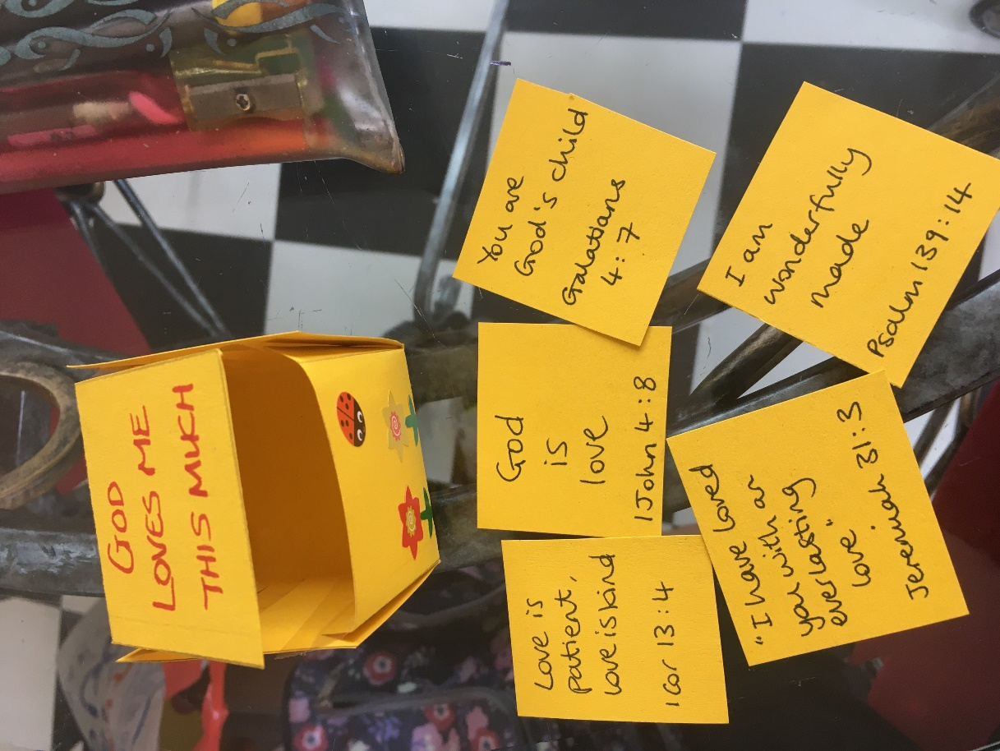 GOD
LOVES ME
THIS MUCH
You are
God's child
Galatians
4:7
I am
wonderfully
made
Psalm 139:14
God
is
love
1 John 4:8
"I have loved
you with an
everlasting
love"
Jeremiah 31:3
Love is
patient,
love is kind
1 Cor 13:4